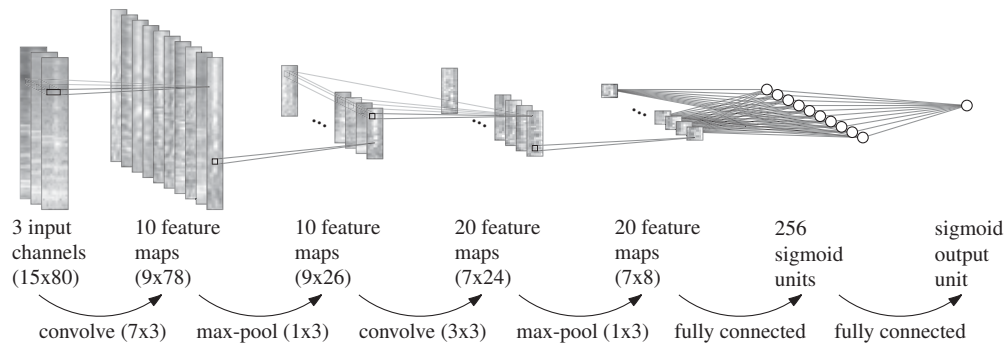 3 input
channels
(15x80)
10 feature
maps
(9x78)
10 feature
maps
(9x26)
20 feature
maps
(7x24)
20 feature
maps
(7x8)
256
sigmoid
units
sigmoid
output
unit
convolve (7x3)
max-pool (1x3)
convolve (3x3)
max-pool (1x3)
fully connected
fully connected